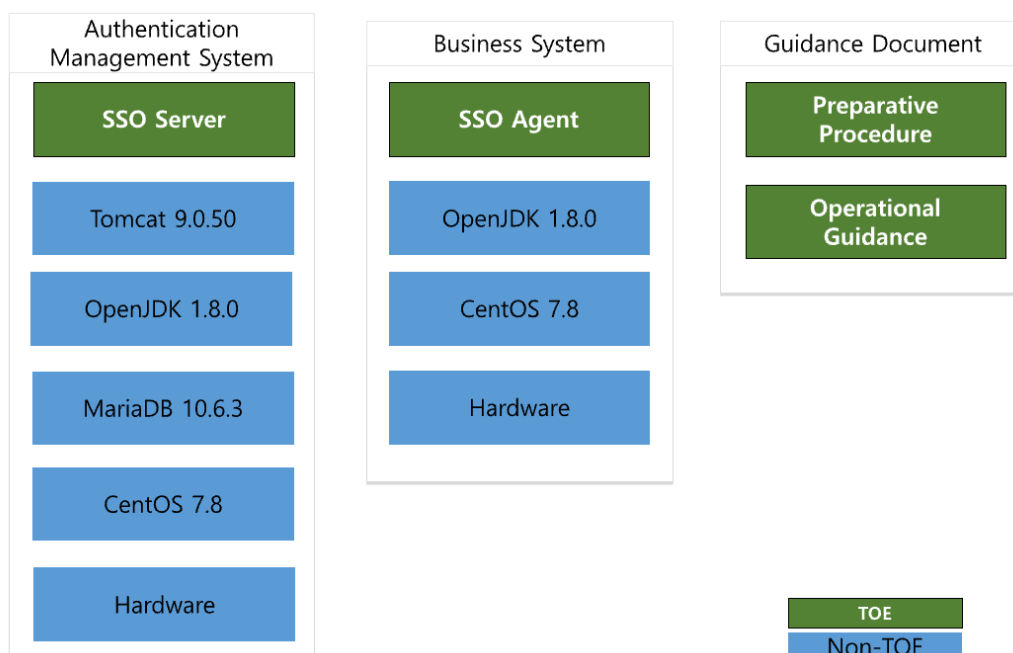 Authentication
Management System
SSO Server
Tomcat 9.0.50
OpenJDK 1.8.0
MariaDB 10.6.3
CentOS 7.8
Hardware
Business System
SSO Agent
OpenJDK 1.8.0
CentOS 7.8
Hardware
Guidance Document
Preparative
Procedure
Operational
Guidance
TOE
Non-TOE